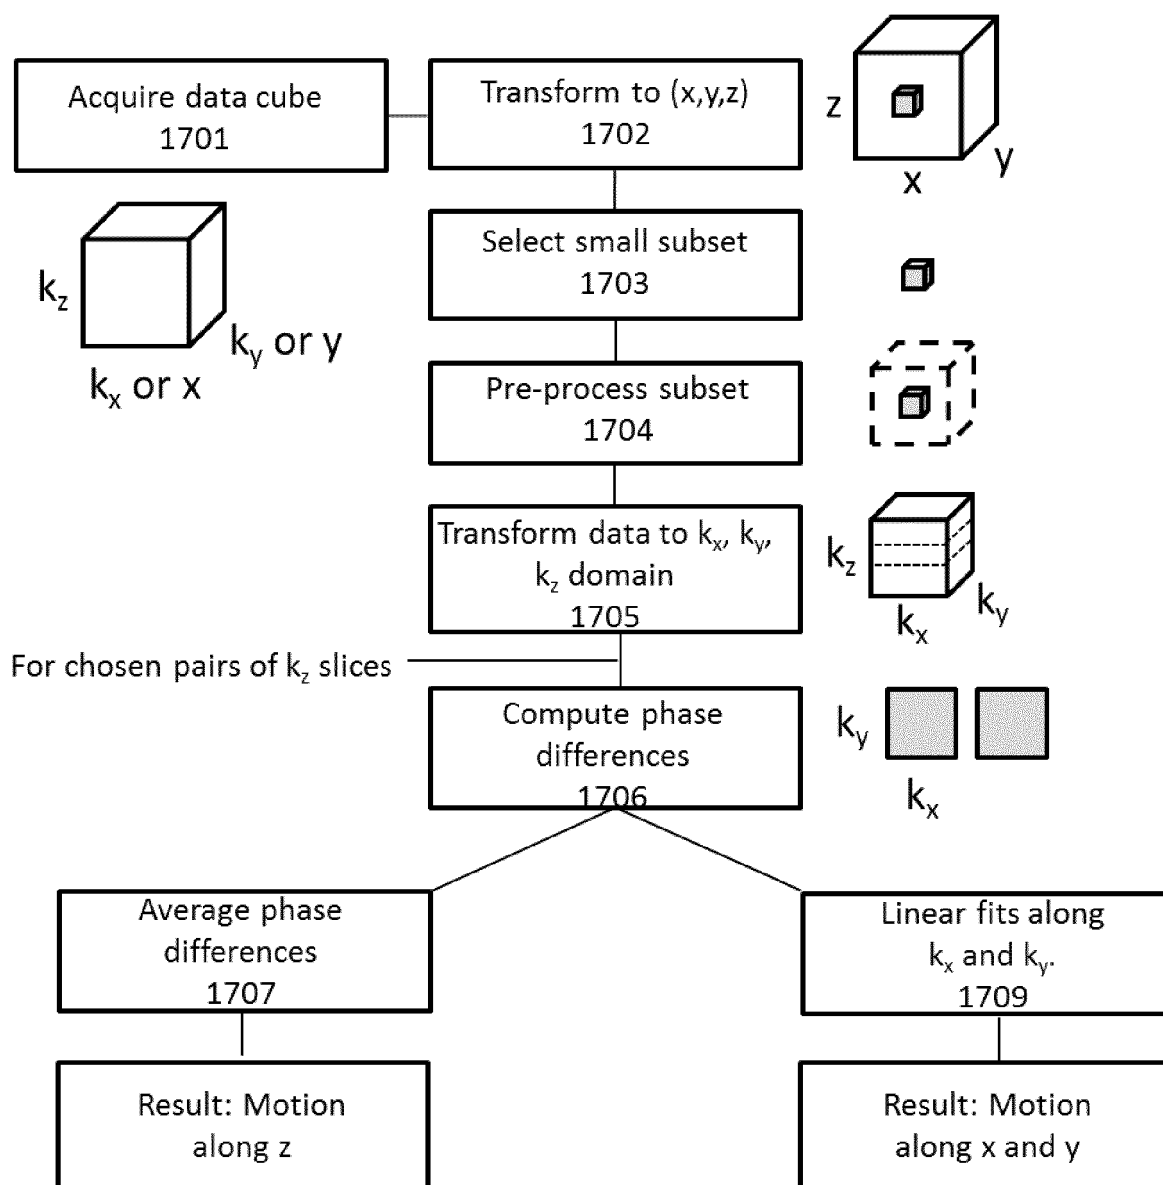 Acquire data cube
1701
Transform to (x,y,z)
1702
z
x
y
kz
kx or x
ky or y
Select small subset
1703
Pre-process subset
1704
Transform data to kx, ky,
kz domain
1705
kz
kx
ky
For chosen pairs of kz slices
Compute phase
differences
1706
ky
kx
Average phase
differences
1707
Linear fits along
kx and ky.
1709
Result: Motion
along z
Result: Motion
along x and y